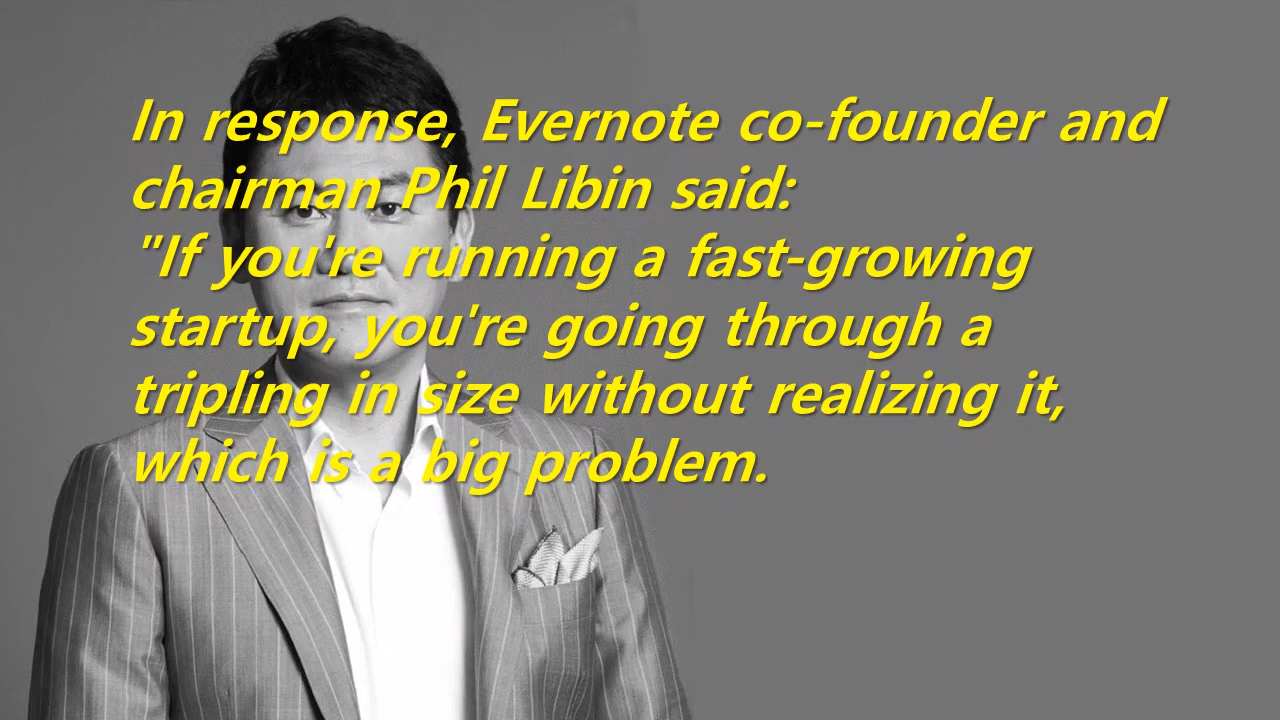 In response, Evernote co-founder and
chairman Phil Libin said:
"If you're running a fast-growing
startup, you're going through a
tripling in size without realizing it,
which is a big problem.